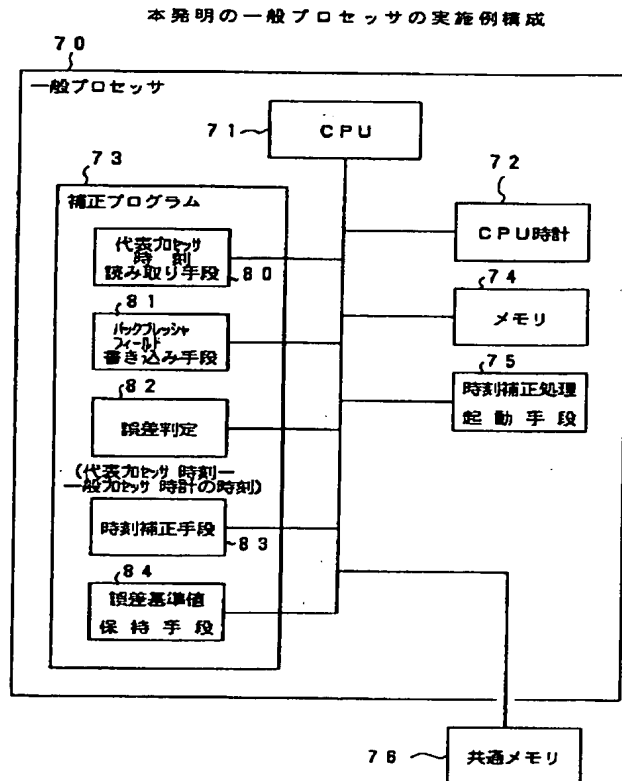 本発明の一般プロセッサの実施例構成
70
一般プロセッサ
71
CPU
73
72
補正プログラム
CPU時計
代表プロセッサ
時刻
読み取り手段
80
74
メモリ
81
バックプレッシャ
フィールド
書き込み手段
75
時刻補正処理
起動手段
82
誤差判定
(代表プロセッサ 時刻ー
一般プロセッサ 時計の時刻)
時刻補正手段
83
84
誤差基準値
保持手段
76
共通メモリ